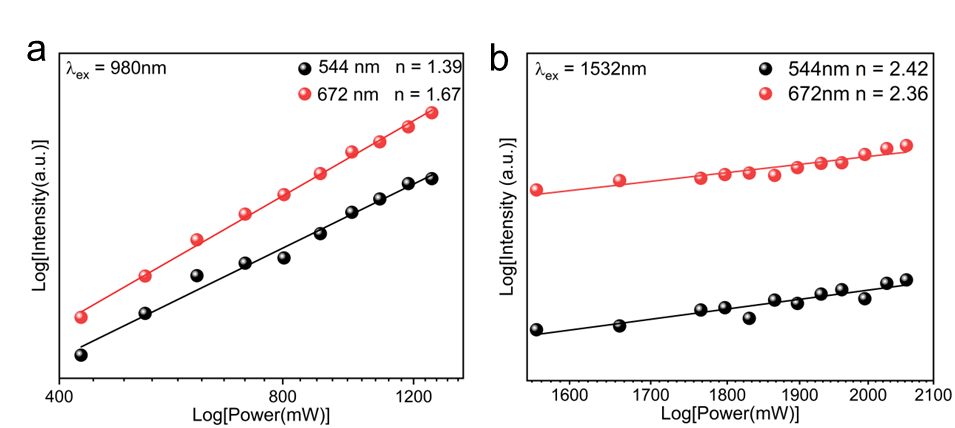 a
λex = 980nm
544 nm n = 1.39
672 nm n = 1.67
Log[Intensity(a.u.)]
400
800
1200
Log[Power(mW)]
b
λex = 1532nm
544nm n = 2.42
672nm n = 2.36
Log[Intensity (a.u.)]
1600
1700
1800
1900
2000
2100
Log[Power(mW)]